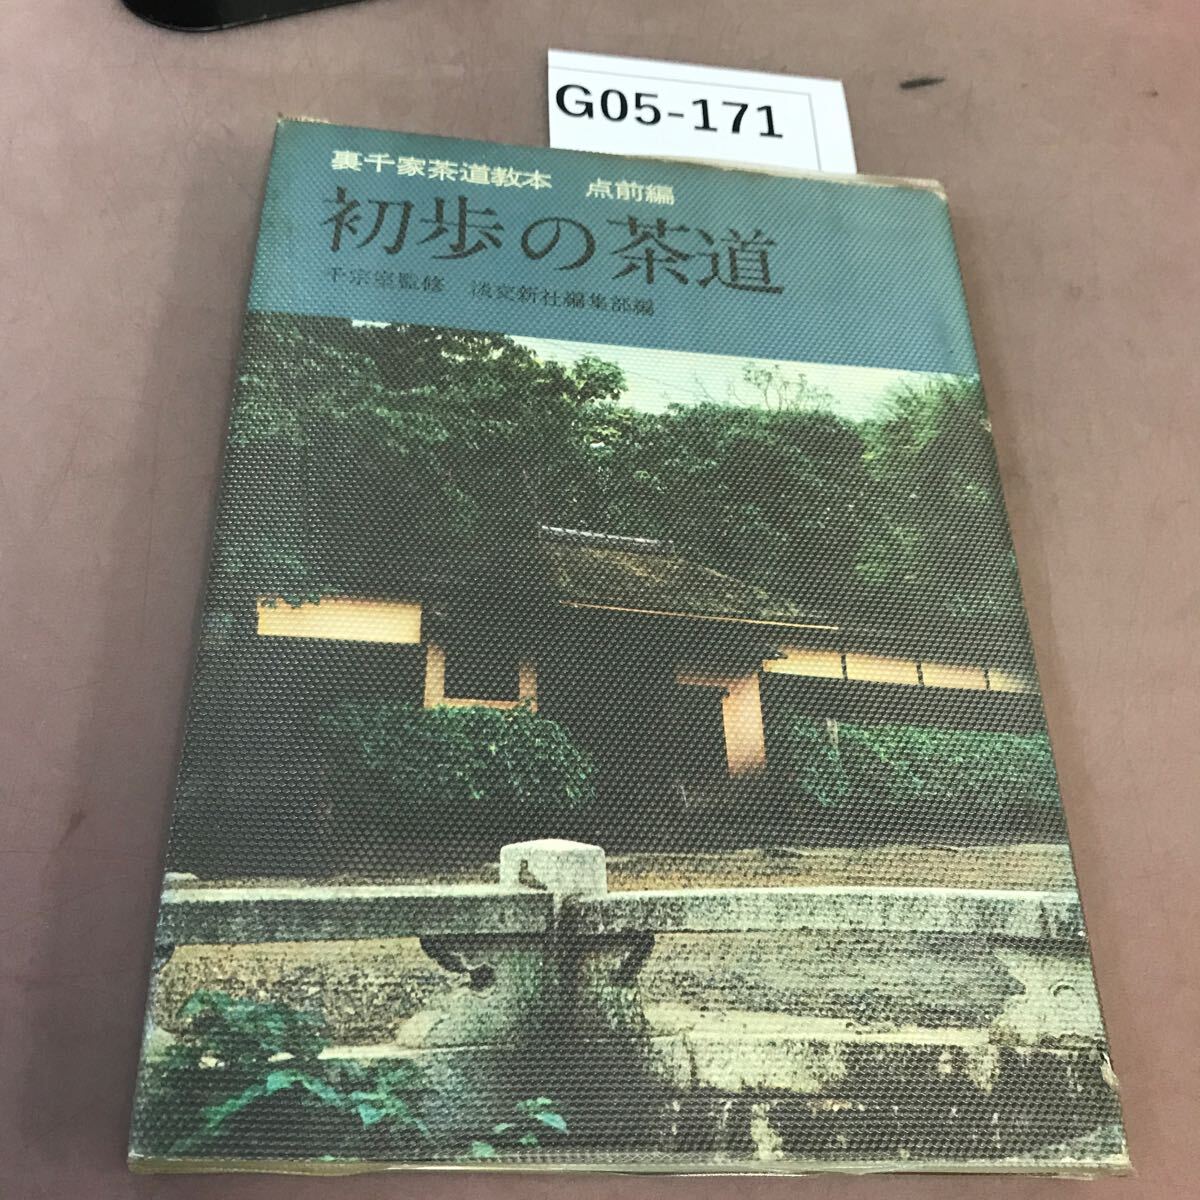 G05-171
裏千家茶道教本　点前編
初歩の茶道
千宗室監修　淡交新社編集部編